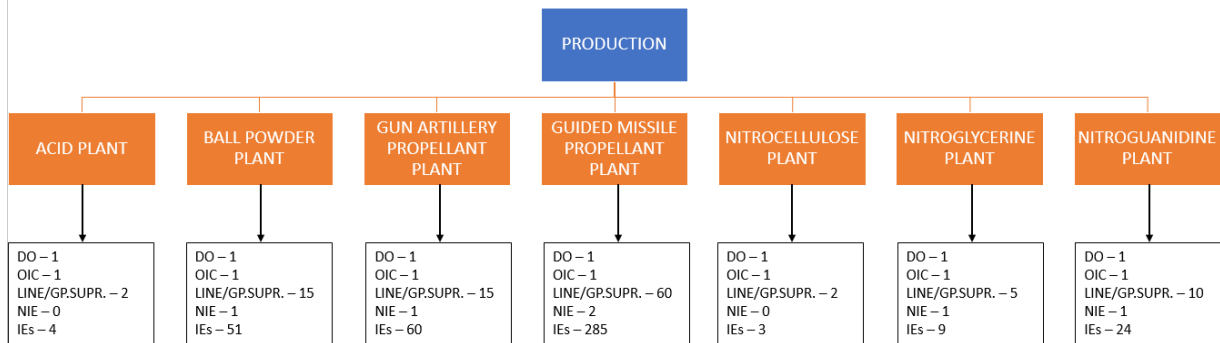 PRODUCTION
ACID PLANT
BALL POWDER
PLANT
GUN ARTILLERY
PROPELLANT
PLANT
GUIDED MISSILE
PROPELLANT
PLANT
NITROCELLULOSE
PLANT
NITROGLYCERINE
PLANT
NITROGUANIDINE
PLANT
DO – 1
OIC – 1
LINE/GP.SUPR. – 2
NIE – 0
IEs – 4
DO – 1
OIC – 1
LINE/GP.SUPR. – 15
NIE – 1
IEs – 51
DO – 1
OIC – 1
LINE/GP.SUPR. – 15
NIE – 1
IEs – 60
DO – 1
OIC – 1
LINE/GP.SUPR. – 60
NIE – 2
IEs – 285
DO – 1
OIC – 1
LINE/GP.SUPR. – 2
NIE – 0
IEs – 3
DO – 1
OIC – 1
LINE/GP.SUPR. – 5
NIE – 1
IEs – 9
DO – 1
OIC – 1
LINE/GP.SUPR. – 10
NIE – 1
IEs – 24